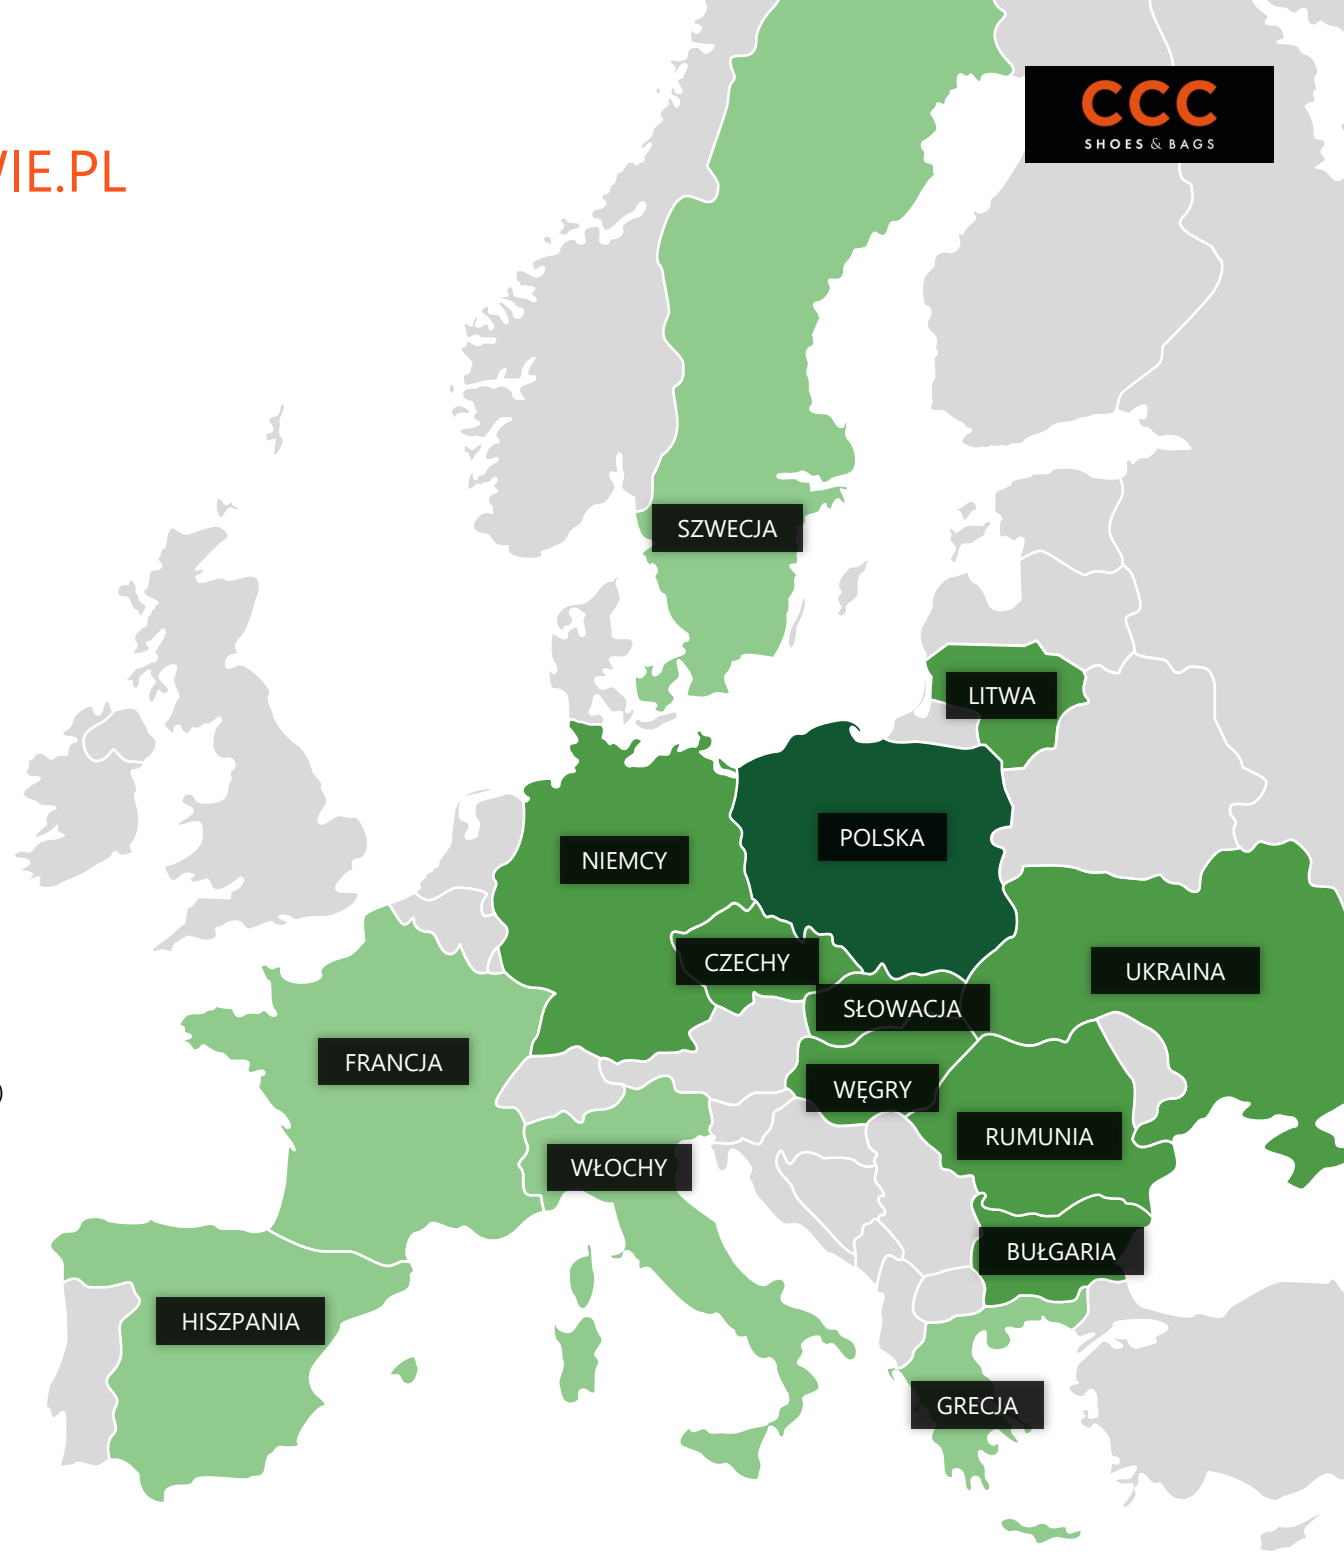 CCC
SHOES & BAGS
IE.PL
SZWECJA
LITWA
POLSKA
NIEMCY
CZECHY
UKRAINA
SŁOWACJA
FRANCJA
WĘGRY
RUMUNIA
WŁOCHY
BUŁGARIA
HISZPANIA
GRECJA
)